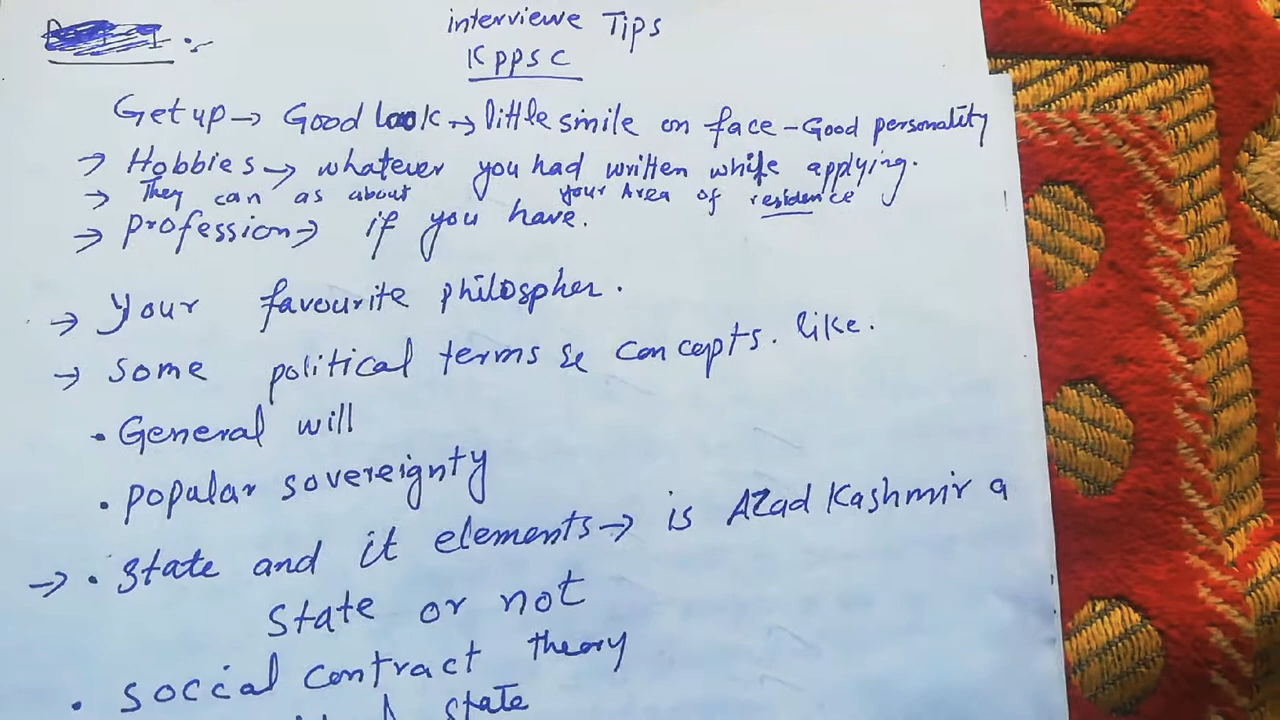 interviewe Tips
Kppsc
Get up → Good look → little smile on face - Good personality
→ Hobbies → whatever you had written while applying.
→ They can as about your Area of residence
→ profession → if you have.
→ your favourite philospher.
→ some political terms & concepts. like.
• General will
• popular sovereignty
→ • state and it elements → is Azad Kashmir a
state or not
• social contract theory
state